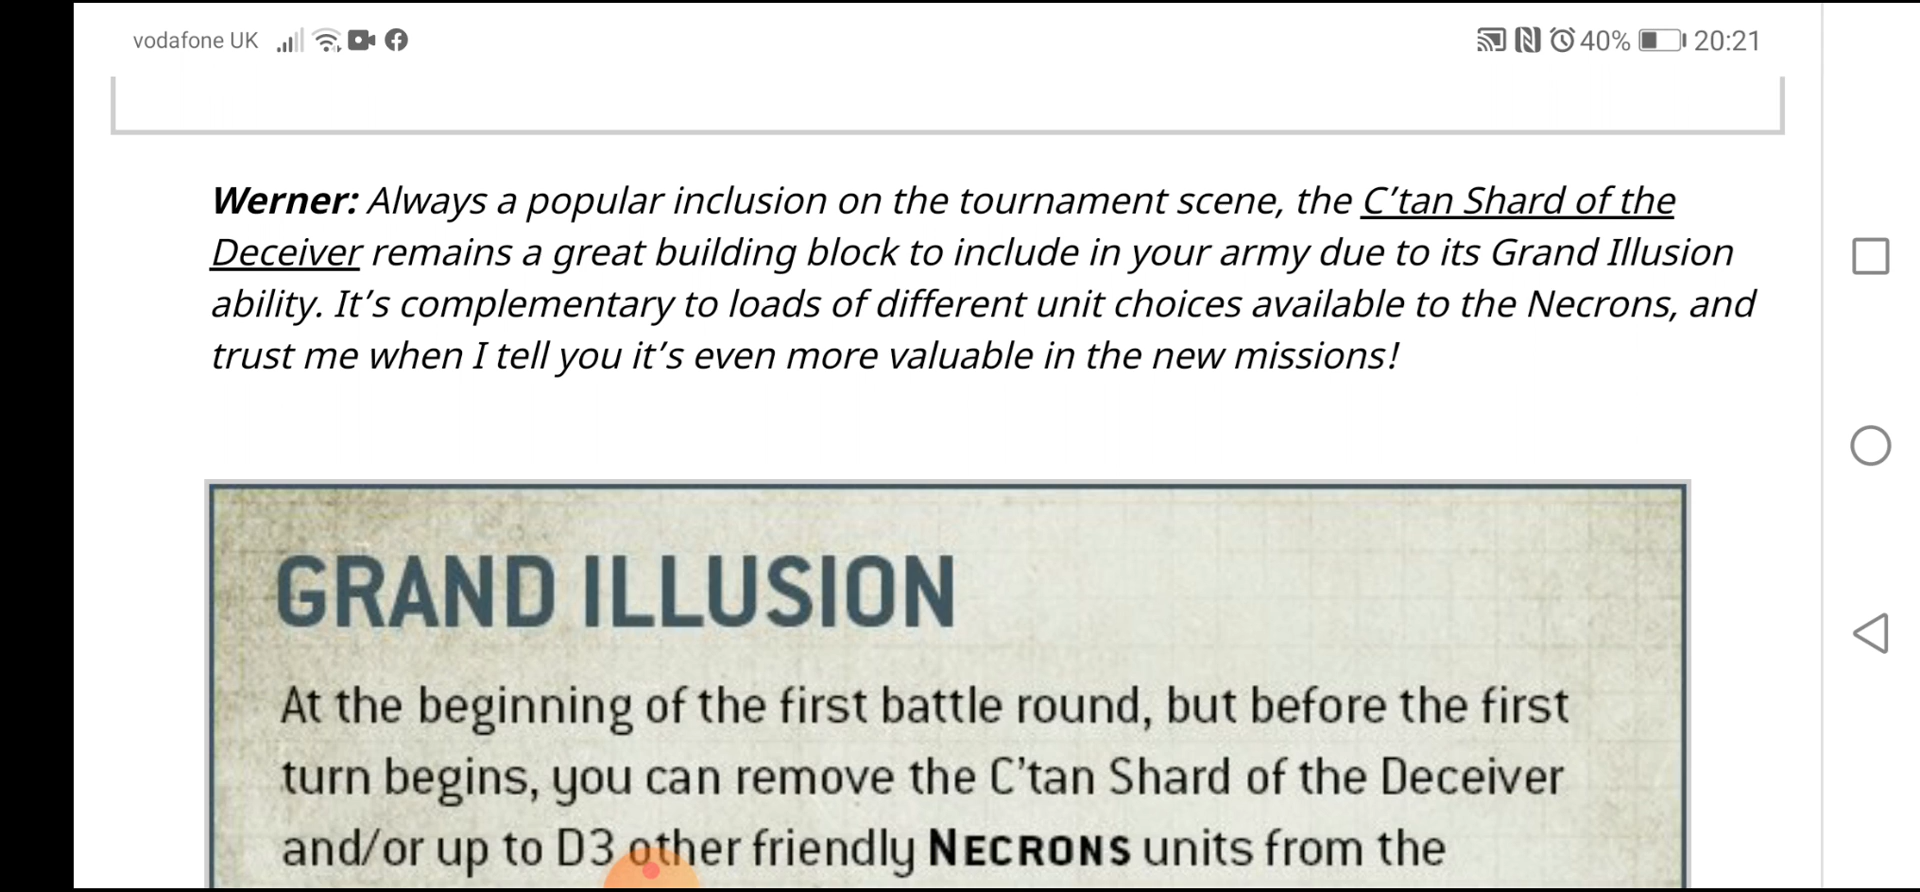 vodafone UK 40% 20:21
Werner: Always a popular inclusion on the tournament scene, the C’tan Shard of the
Deceiver remains a great building block to include in your army due to its Grand Illusion
ability. It’s complementary to loads of different unit choices available to the Necrons, and
trust me when I tell you it’s even more valuable in the new missions!
GRAND ILLUSION
At the beginning of the first battle round, but before the first
turn begins, you can remove the C’tan Shard of the Deceiver
and/or up to D3 other friendly NECRONS units from the